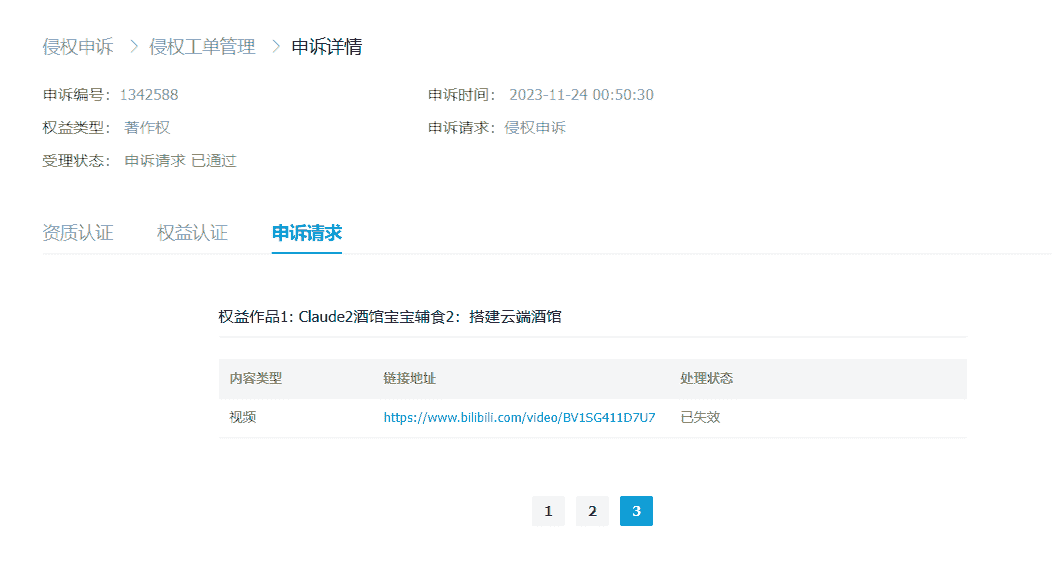 侵权申诉 > 侵权工单管理 > 申诉详情
申诉编号: 1342588 申诉时间: 2023-11-24 00:50:30
权益类型: 著作权 申诉请求: 侵权申诉
受理状态: 申诉请求 已通过
资质认证 权益认证 申诉请求
权益作品1: Claude2酒馆宝宝辅食2：搭建云端酒馆
内容类型 链接地址 处理状态
视频 https://www.bilibili.com/video/BV1SG411D7U7 已失效
1 2 3